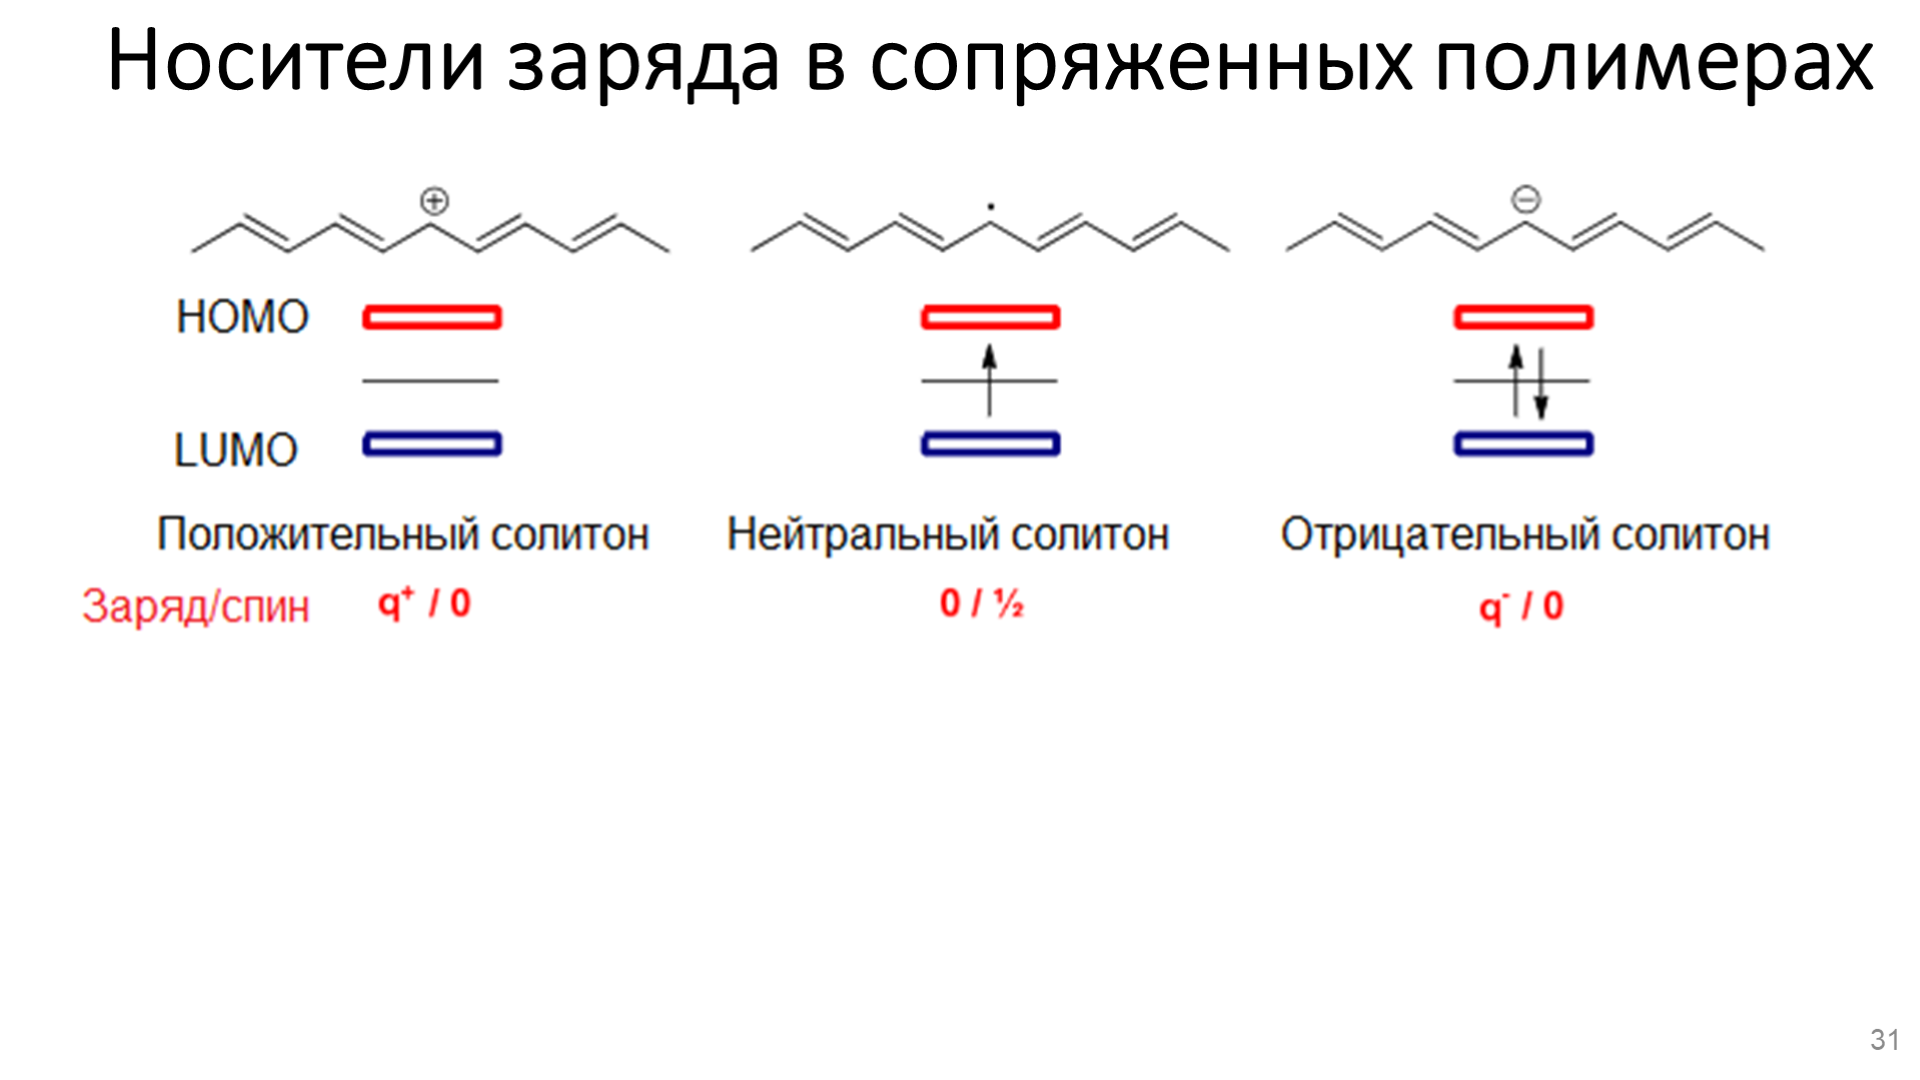 Носители заряда в сопряженных полимерах
HOMO
LUMO
Положительный солитон
Нейтральный солитон
Отрицательный солитон
Заряд/спин
q⁺ / 0
0 / ½
q⁻ / 0
31